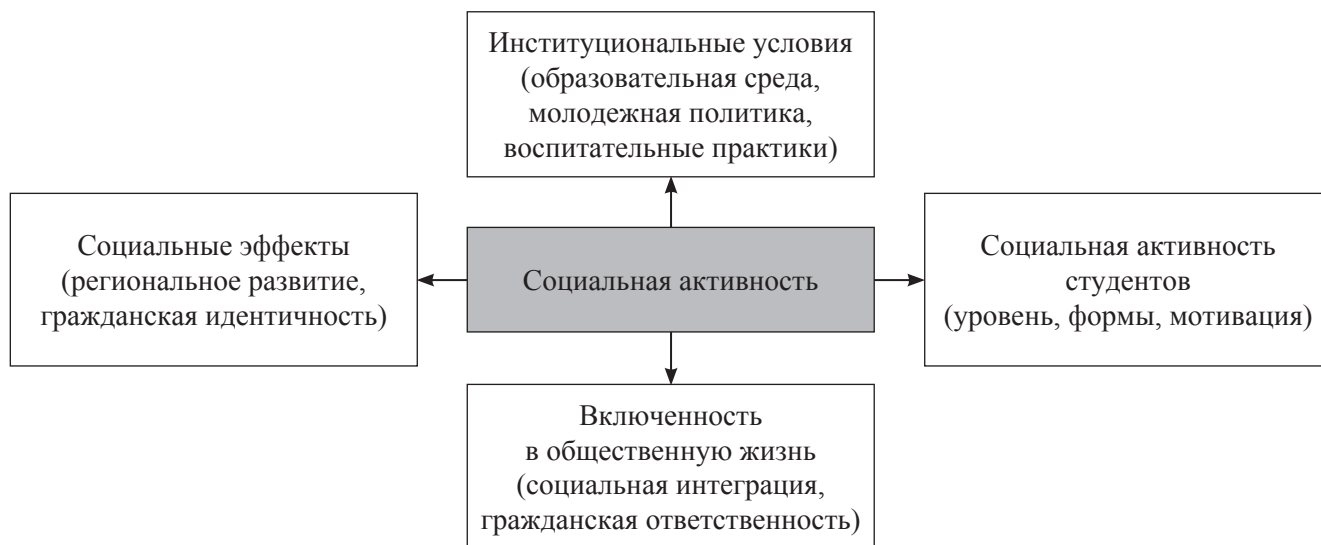 Институциональные условия
(образовательная среда,
молодежная политика,
воспитательные практики)
Социальные эффекты
(региональное развитие,
гражданская идентичность)
Социальная активность
Социальная активность
студентов
(уровень, формы, мотивация)
Включенность
в общественную жизнь
(социальная интеграция,
гражданская ответственность)